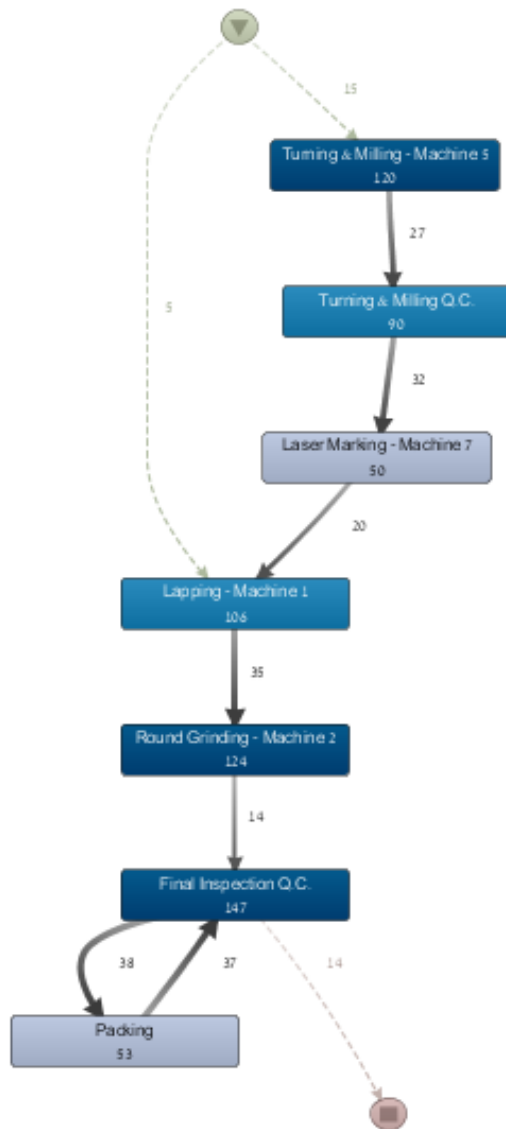 15
Turning & Milling - Machine 5
120
27
5
Turning & Milling Q.C.
90
32
Laser Marking - Machine 7
50
20
Lapping - Machine 1
106
35
Round Grinding - Machine 2
124
14
Final Inspection Q.C.
147
38
37
14
Packing
53